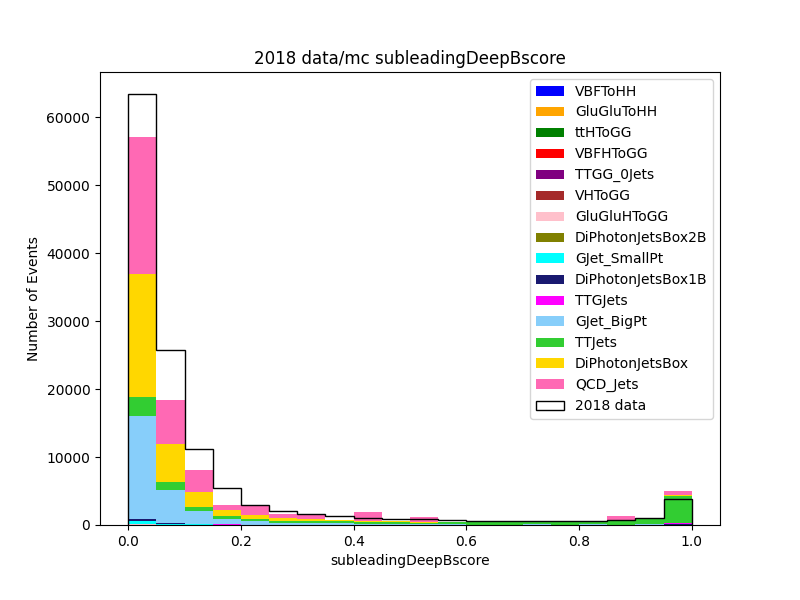 2018 data/mc subleadingDeepBscore
Number of Events
60000
50000
40000
30000
20000
10000
0
0.0 0.2 0.4 0.6 0.8 1.0
subleadingDeepBscore
VBFToHH
GluGluToHH
ttHToGG
VBFHToGG
TTGG_0Jets
VHToGG
GluGluHToGG
DiPhotonJetsBox2B
GJet_SmallPt
DiPhotonJetsBox1B
TTGJets
GJet_BigPt
TTJets
DiPhotonJetsBox
QCD_Jets
2018 data